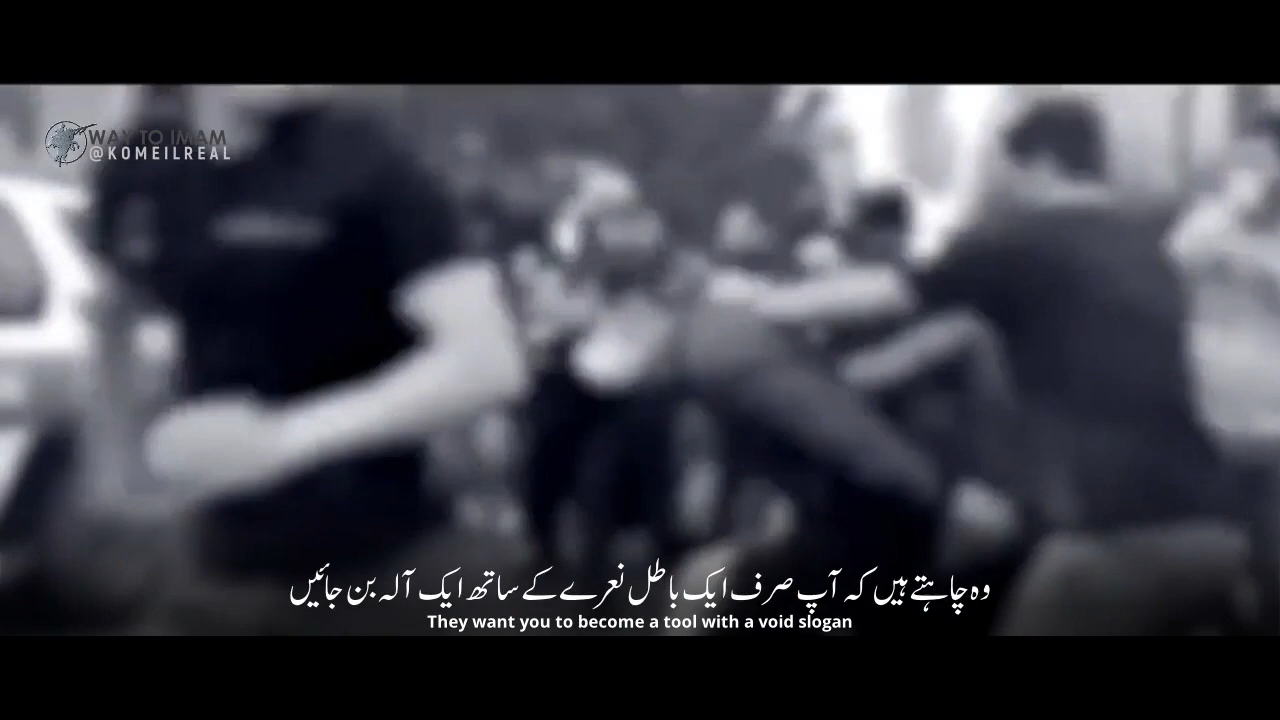 WAY TO IMAM
@KOMEILREAL
وہ چاہتے ہیں کہ آپ صرف ایک باطل نعرے کے ساتھ ایک آلہ بن جائیں
They want you to become a tool with a void slogan